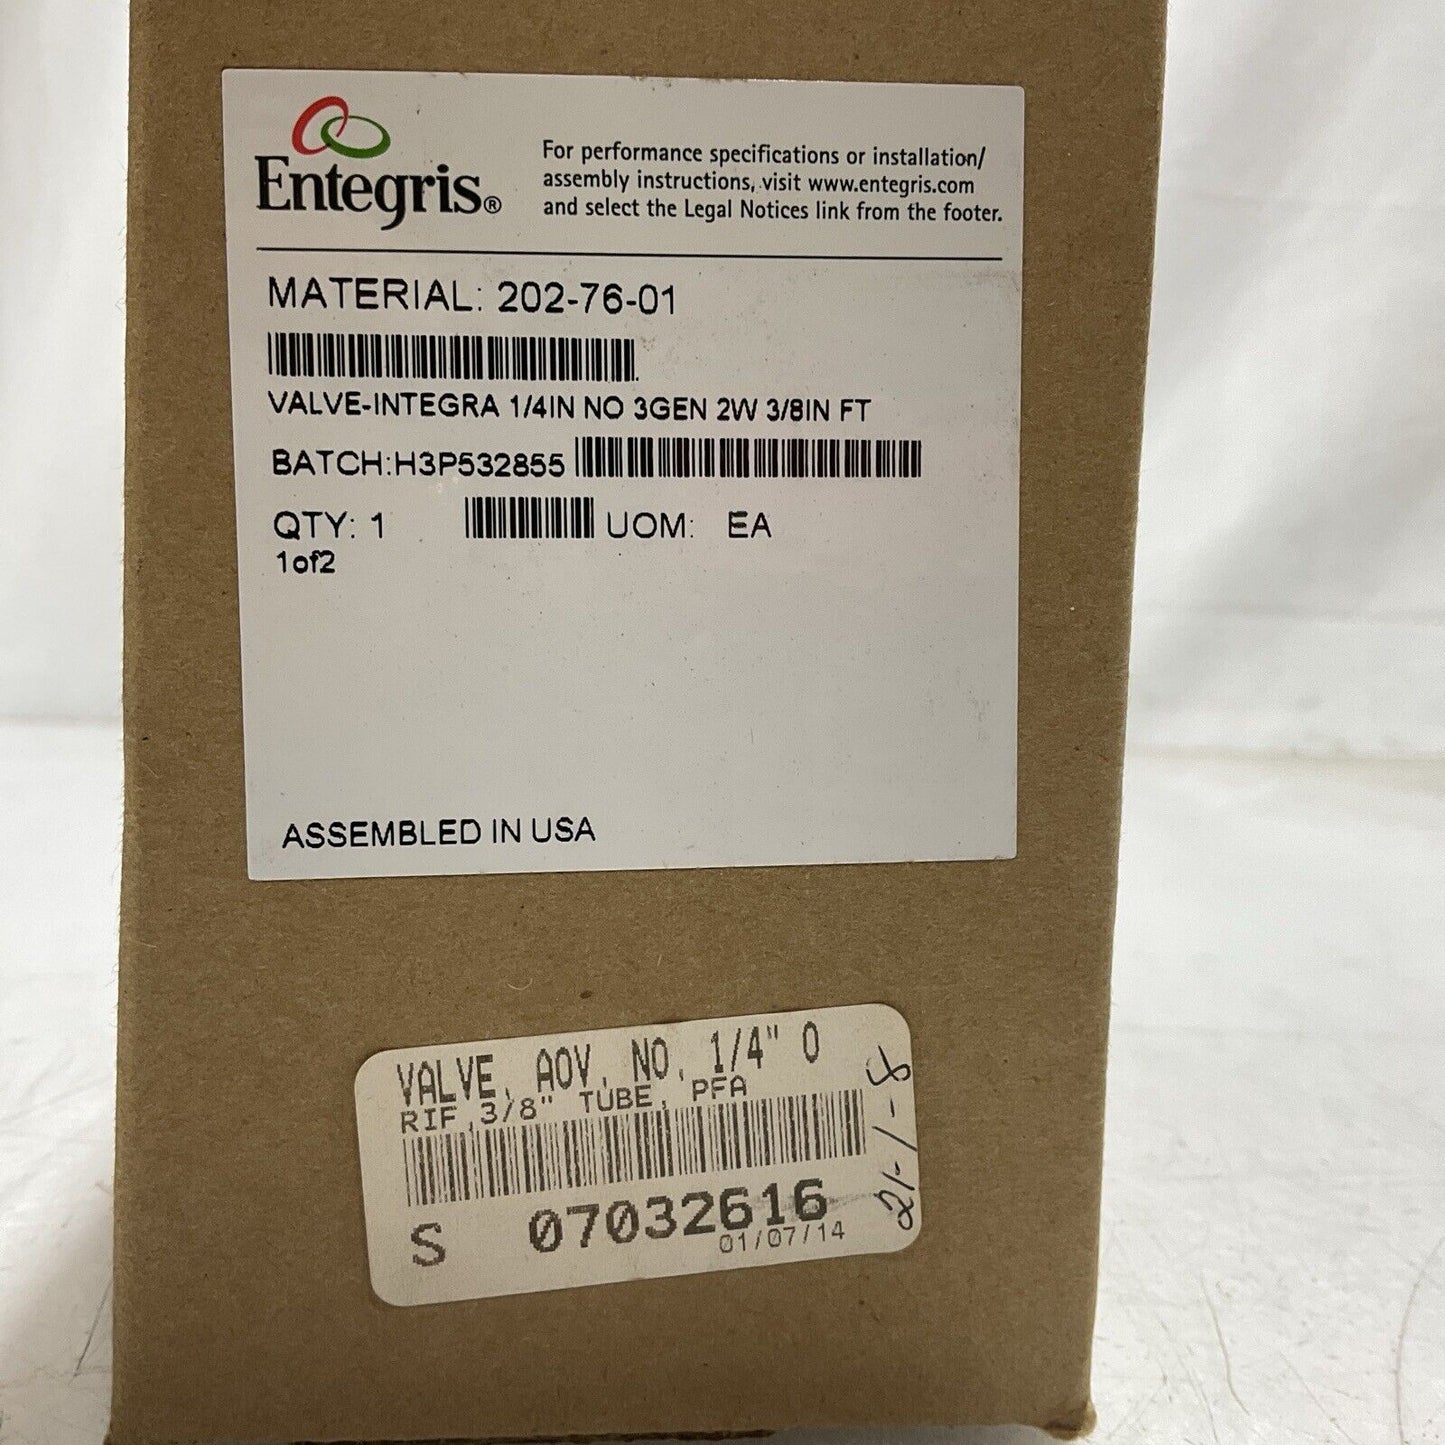 Entegris®
For performance specifications or installation/
assembly instructions, visit www.entegris.com
and select the Legal Notices link from the footer.
MATERIAL: 202-76-01
VALVE-INTEGRA 1/4IN NO 3GEN 2W 3/8IN FT
BATCH:H3P532855
QTY: 1 UOM: EA
1of2
ASSEMBLED IN USA
VALVE, AOV, NO, 1/4" O
RIF ,3/8" TUBE, PFA
S 07032616
01/07/14
21-1-8